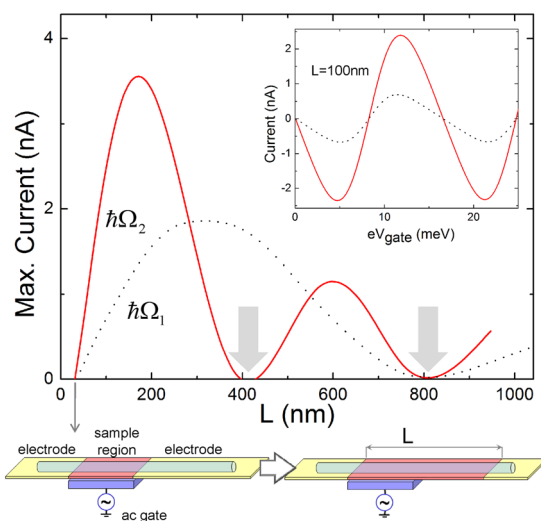 4
2
0
Max. Current (nA)
ħΩ₂
ħΩ₁
0 200 400 600 800 1000
L (nm)
2
1
0
-1
-2
Current (nA)
L=100nm
0 10 20
eVgate (meV)
electrode sample region electrode
L
~
~
ac gate